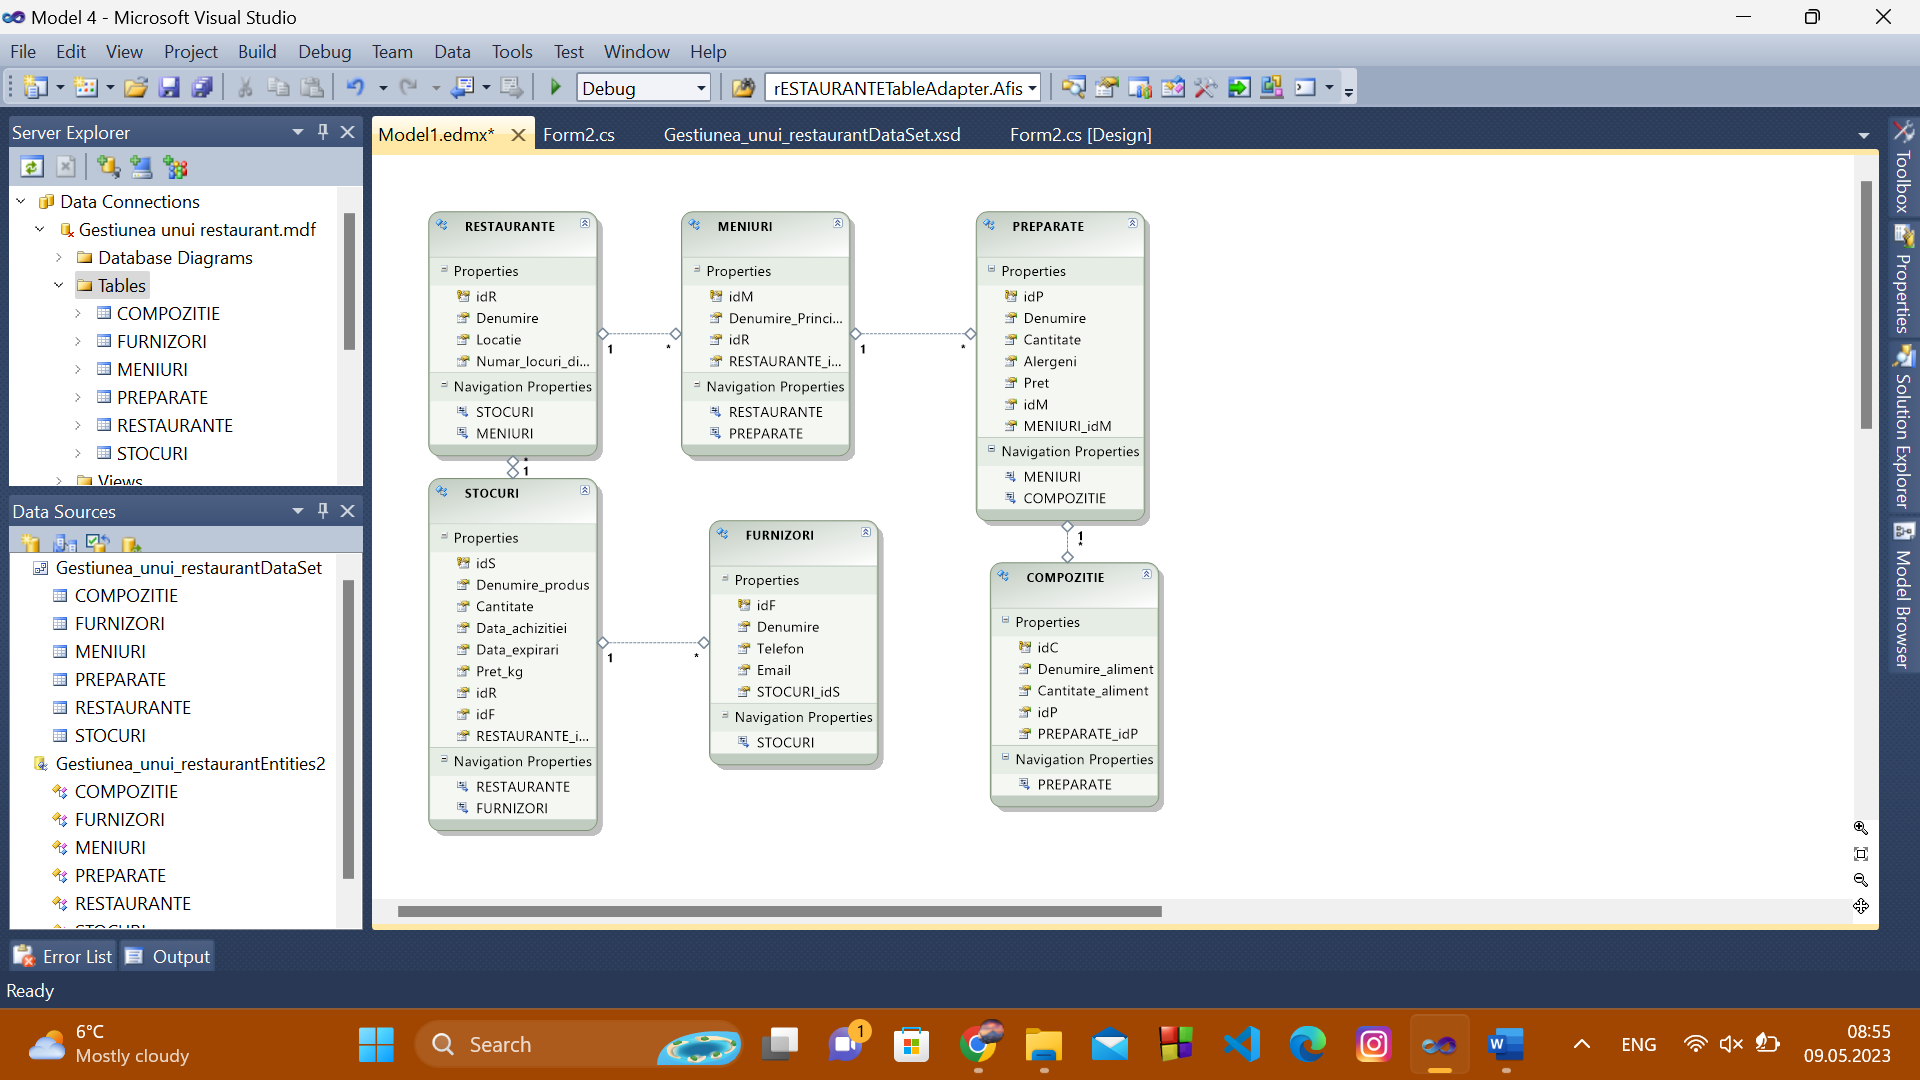 Model 4 - Microsoft Visual Studio
File Edit View Project Build Debug Team Data Tools Test Window Help
Debug rESTAURANTETableAdapter.Afis
Server Explorer
Data Connections
Gestiunea unui restaurant.mdf
Database Diagrams
Tables
COMPOZITIE
FURNIZORI
MENIURI
PREPARATE
RESTAURANTE
STOCURI
Views
Data Sources
Gestiunea_unui_restaurantDataSet
COMPOZITIE
FURNIZORI
MENIURI
PREPARATE
RESTAURANTE
STOCURI
Gestiunea_unui_restaurantEntities2
COMPOZITIE
FURNIZORI
MENIURI
PREPARATE
RESTAURANTE
STOCURI
Model1.edmx* Form2.cs Gestiunea_unui_restaurantDataSet.xsd Form2.cs [Design]
RESTAURANTE
Properties
idR
Denumire
Locatie
Numar_locuri_di...
Navigation Properties
STOCURI
MENIURI
1 *
MENIURI
Properties
idM
Denumire_Princi...
idR
RESTAURANTE_i...
Navigation Properties
RESTAURANTE
PREPARATE
1 *
PREPARATE
Properties
idP
Denumire
Cantitate
Alergeni
Pret
idM
MENIURI_idM
Navigation Properties
MENIURI
COMPOZITIE
*
1
STOCURI
Properties
idS
Denumire_produs
Cantitate
Data_achizitiei
Data_expirari
Pret_kg
idR
idF
RESTAURANTE_i...
Navigation Properties
RESTAURANTE
FURNIZORI
1 *
FURNIZORI
Properties
idF
Denumire
Telefon
Email
STOCURI_idS
Navigation Properties
STOCURI
1
*
COMPOZITIE
Properties
idC
Denumire_aliment
Cantitate_aliment
idP
PREPARATE_idP
Navigation Properties
PREPARATE
Toolbox
Properties
Solution Explorer
Model Browser
Error List Output
Ready
6°C
Mostly cloudy
Search
1
ENG
08:55
09.05.2023